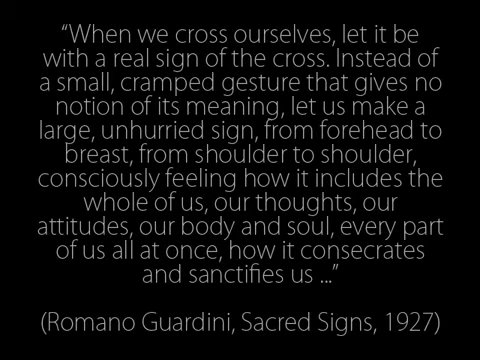 “When we cross ourselves, let it be
with a real sign of the cross. Instead of
a small, cramped gesture that gives no
notion of its meaning, let us make a
large, unhurried sign, from forehead to
breast, from shoulder to shoulder,
consciously feeling how it includes the
whole of us, our thoughts, our
attitudes, our body and soul, every part
of us all at once, how it consecrates
and sanctifies us ...”
(Romano Guardini, Sacred Signs, 1927)